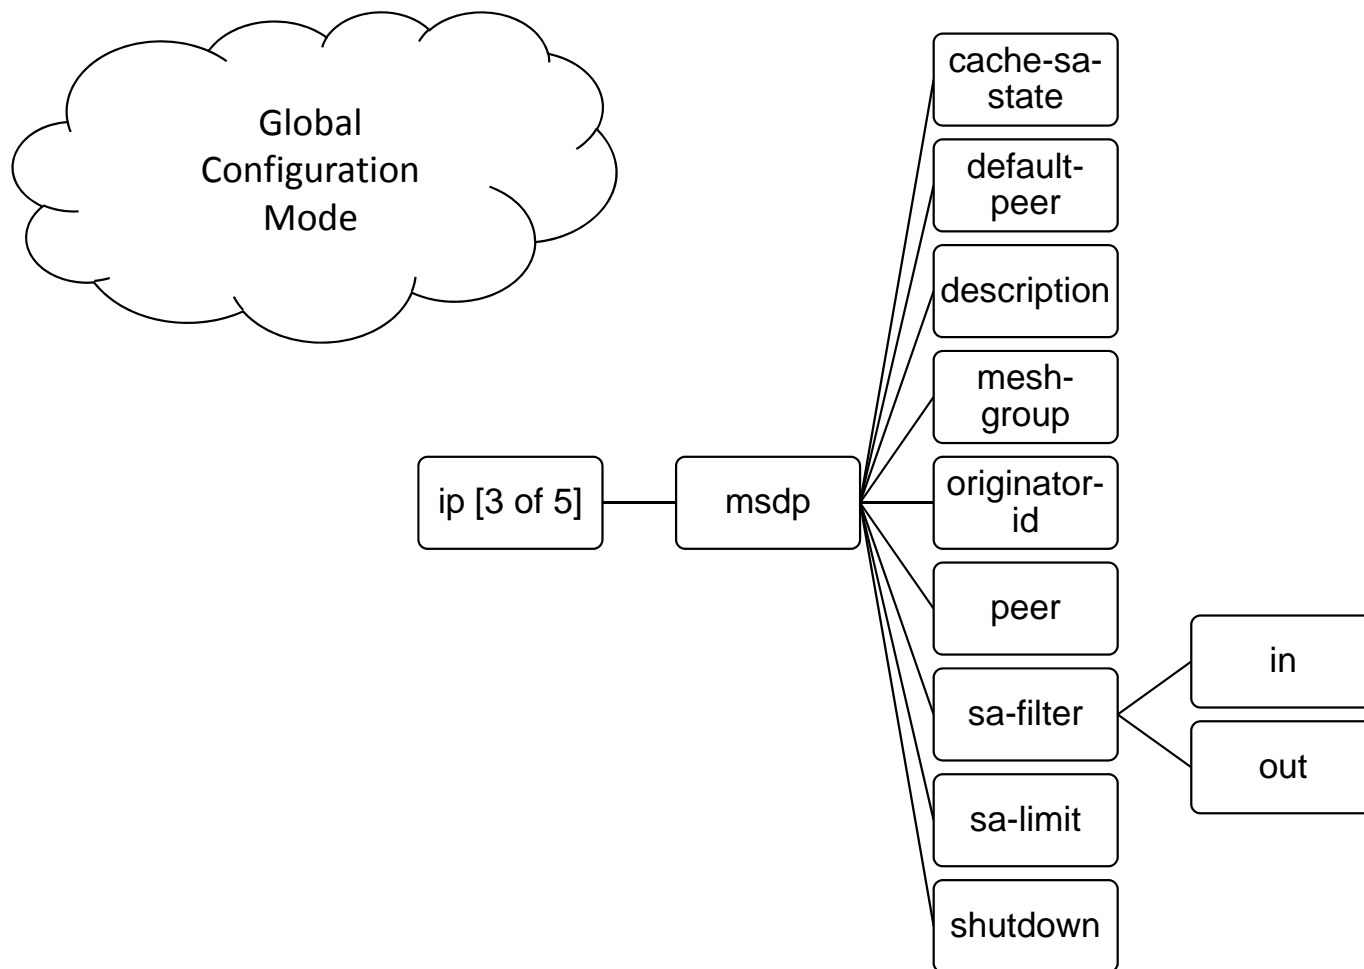 Global
Configuration
Mode
cache-sa-
state
default-
peer
description
mesh-
group
ip [3 of 5]
msdp
originator-
id
peer
sa-filter
in
out
sa-limit
shutdown